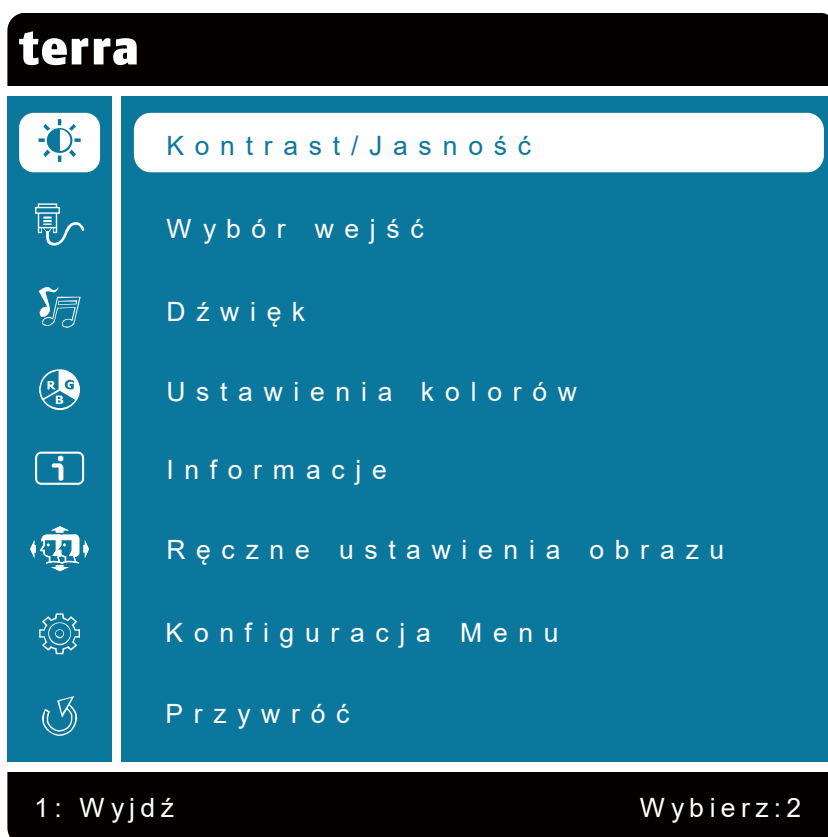 terra
Kontrast/Jasność
Wybór wejść
Dźwięk
R G
B
Ustawienia kolorów
i
Informacje
Ręczne ustawienia obrazu
Konfiguracja Menu
Przywróć
1: Wyjdź
Wybierz:2